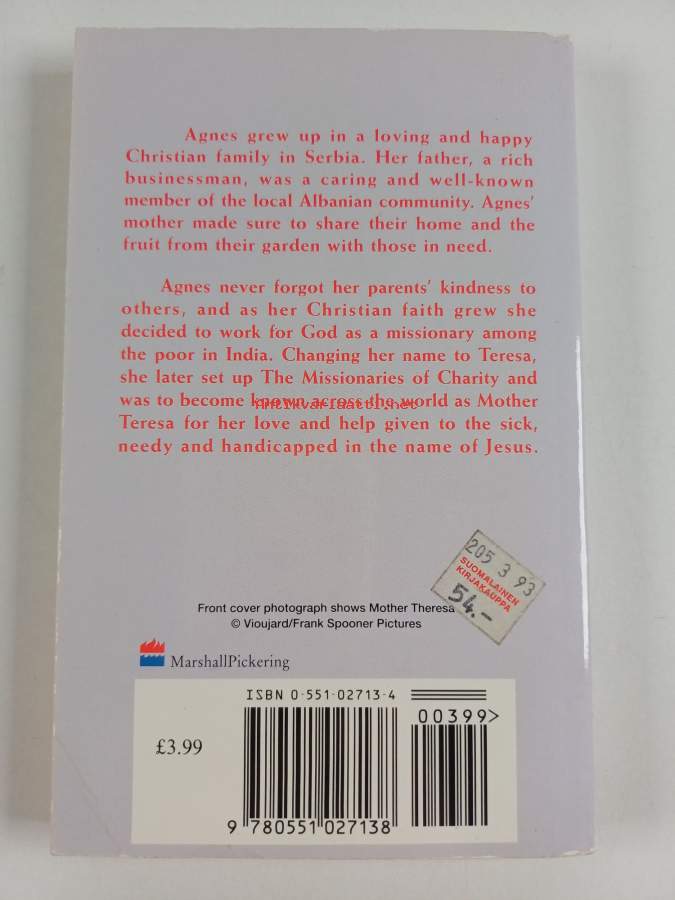 Agnes grew up in a loving and happy
Christian family in Serbia. Her father, a rich
businessman, was a caring and well-known
member of the local Albanian community. Agnes'
mother made sure to share their home and the
fruit from their garden with those in need.
Agnes never forgot her parents' kindness to
others, and as her Christian faith grew she
decided to work for God as a missionary among
the poor in India. Changing her name to Teresa,
she later set up The Missionaries of Charity and
was to become known across the world as Mother
Antikvariaatti.net
Teresa for her love and help given to the sick,
needy and handicapped in the name of Jesus.
205 3 93
SUOMALAINEN
KIRJAKAUPPA
54.-
Front cover photograph shows Mother Theresa
© Vioujard/Frank Spooner Pictures
MarshallPickering
ISBN 0-551-02713-4
00399>
£3.99
9 780551 027138